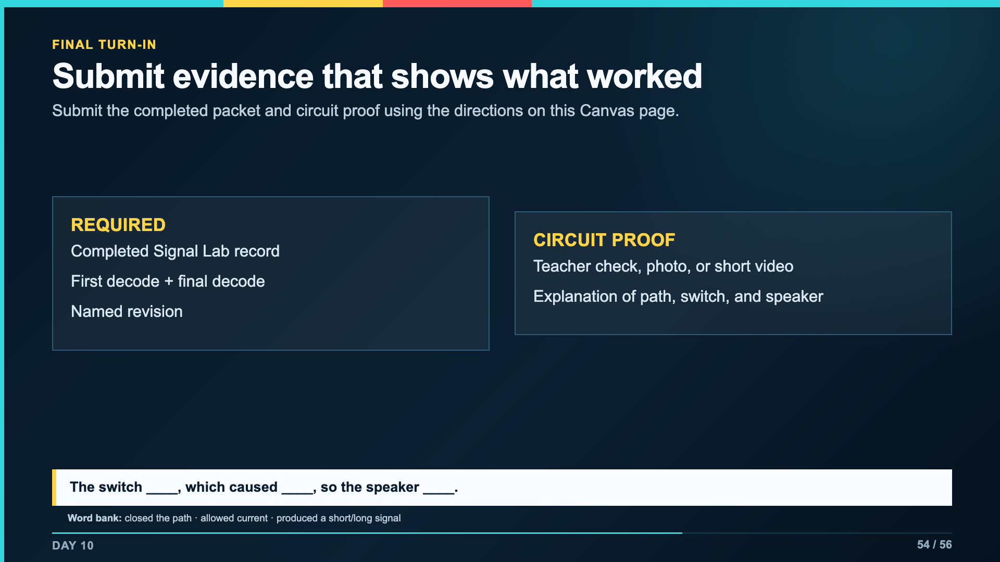 FINAL TURN-IN
Submit evidence that shows what worked
Submit the completed packet and circuit proof using the directions on this Canvas page.
REQUIRED
Completed Signal Lab record
First decode + final decode
Named revision
CIRCUIT PROOF
Teacher check, photo, or short video
Explanation of path, switch, and speaker
The switch ____, which caused ____, so the speaker ____.
Word bank: closed the path · allowed current · produced a short/long signal
DAY 10
54 / 56